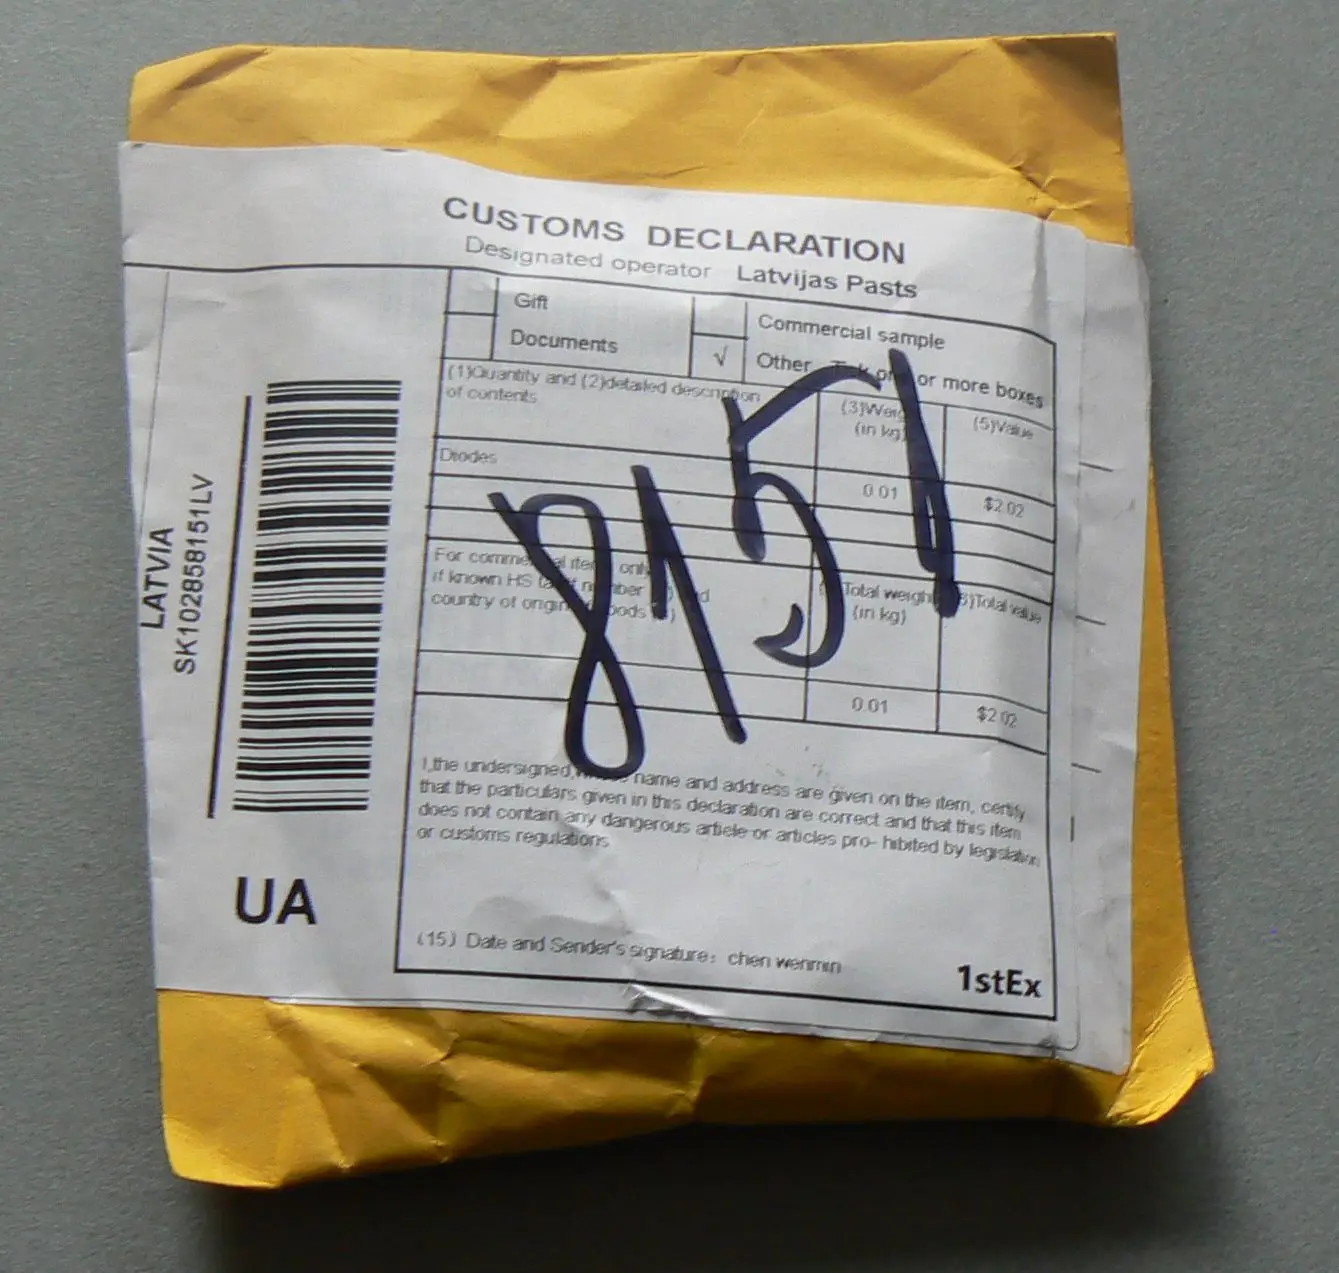 CUSTOMS DECLARATION
Designated operator Latvijas Pasts
Gift
Commercial sample
Documents
√ Other Tick one or more boxes
(1)Quantity and (2)detailed description
of contents
(3)Weig
(in kg)
(5)Value
Diodes
0.01
$2.02
For commercial items only
if known HS tariff number
country of origin goods
Total weight
(in kg)
Total value
0.01
$2.02
8151
I,the undersigned, name and address are given on the item, certify
that the particulars given in this declaration are correct and that this item
does not contain any dangerous article or articles pro- hibited by legislation
or customs regulations
(15) Date and Sender's signature: chen wenmin
1stEx
LATVIA
SK102858151LV
UA